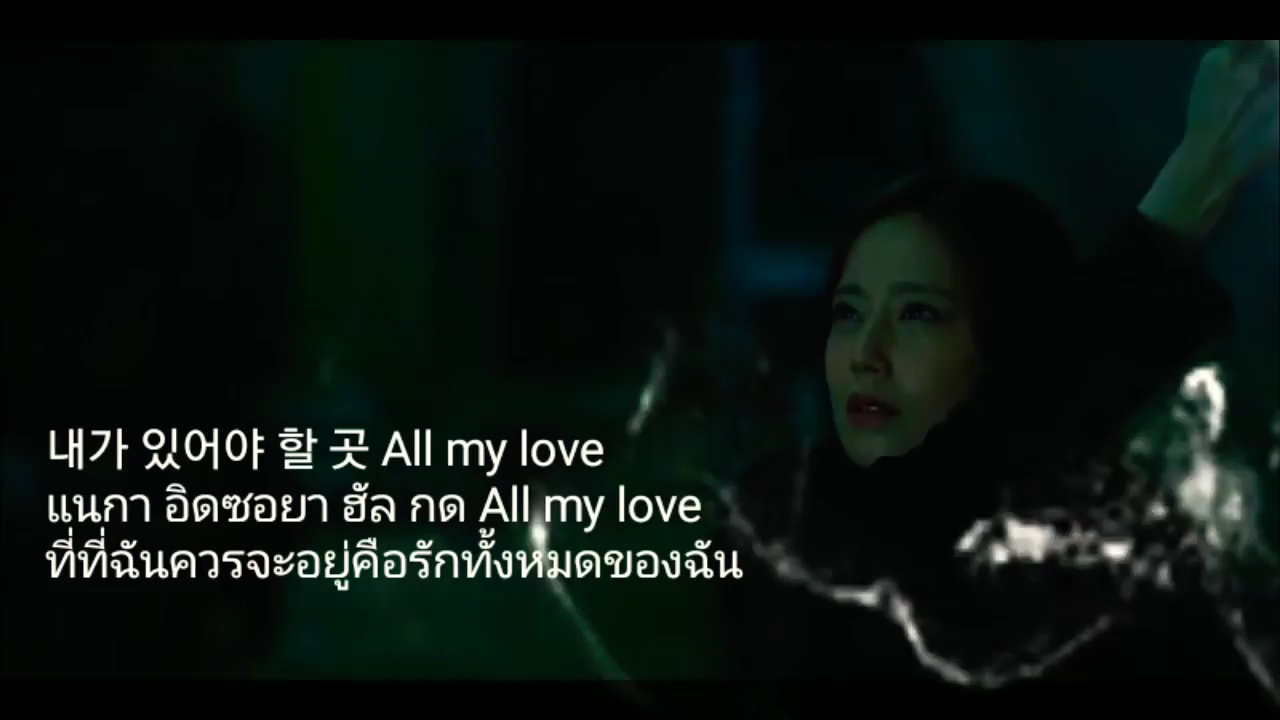 내가 있어야 할 곳 All my love
แนกา อิดซอยา ฮัล กด All my love
ที่ที่ฉันควรจะอยู่คือรักทั้งหมดของฉัน